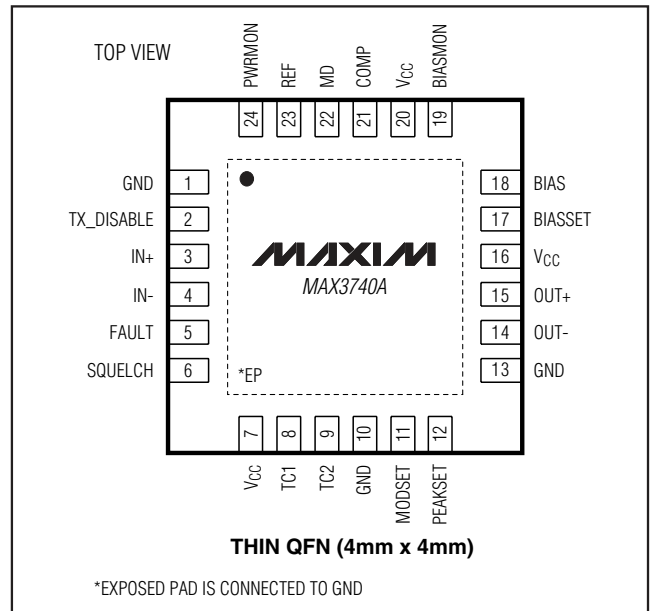 TOP VIEW
PWRMON
REF
MD
COMP
VCC
BIASMON
24
23
22
21
20
19
GND 1
TX_DISABLE 2
IN+ 3
IN- 4
FAULT 5
SQUELCH 6
18 BIAS
17 BIASSET
16 VCC
15 OUT+
14 OUT-
13 GND
MAXIM
MAX3740A
*EP
7
8
9
10
11
12
VCC
TC1
TC2
GND
MODSET
PEAKSET
THIN QFN (4mm x 4mm)
*EXPOSED PAD IS CONNECTED TO GND